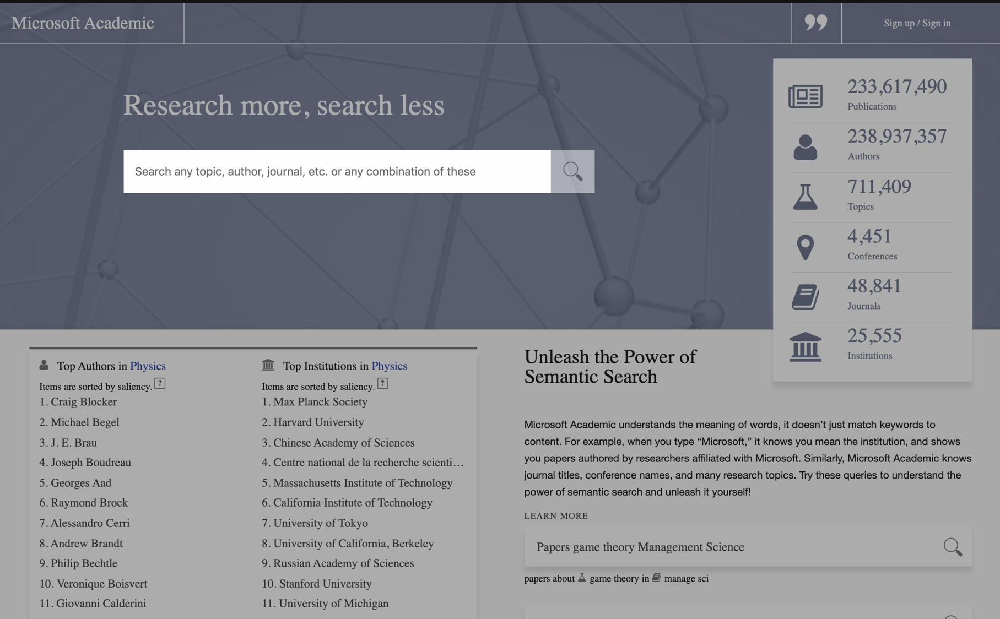 Microsoft Academic
Sign up / Sign in
Research more, search less
Search any topic, author, journal, etc. or any combination of these
233,617,490
Publications
238,937,357
Authors
711,409
Topics
4,451
Conferences
48,841
Journals
25,555
Institutions
Top Authors in Physics
Items are sorted by saliency. ?
1. Craig Blocker
2. Michael Begel
3. J. E. Brau
4. Joseph Boudreau
5. Georges Aad
6. Raymond Brock
7. Alessandro Cerri
8. Andrew Brandt
9. Philip Bechtle
10. Veronique Boisvert
11. Giovanni Calderini
Top Institutions in Physics
Items are sorted by saliency. ?
1. Max Planck Society
2. Harvard University
3. Chinese Academy of Sciences
4. Centre national de la recherche scienti…
5. Massachusetts Institute of Technology
6. California Institute of Technology
7. University of Tokyo
8. University of California, Berkeley
9. Russian Academy of Sciences
10. Stanford University
11. University of Michigan
Unleash the Power of
Semantic Search
Microsoft Academic understands the meaning of words, it doesn’t just match keywords to
content. For example, when you type “Microsoft,” it knows you mean the institution, and shows
you papers authored by researchers affiliated with Microsoft. Similarly, Microsoft Academic knows
journal titles, conference names, and many research topics. Try these queries to understand the
power of semantic search and unleash it yourself!
LEARN MORE
Papers game theory Management Science
papers about game theory in manage sci